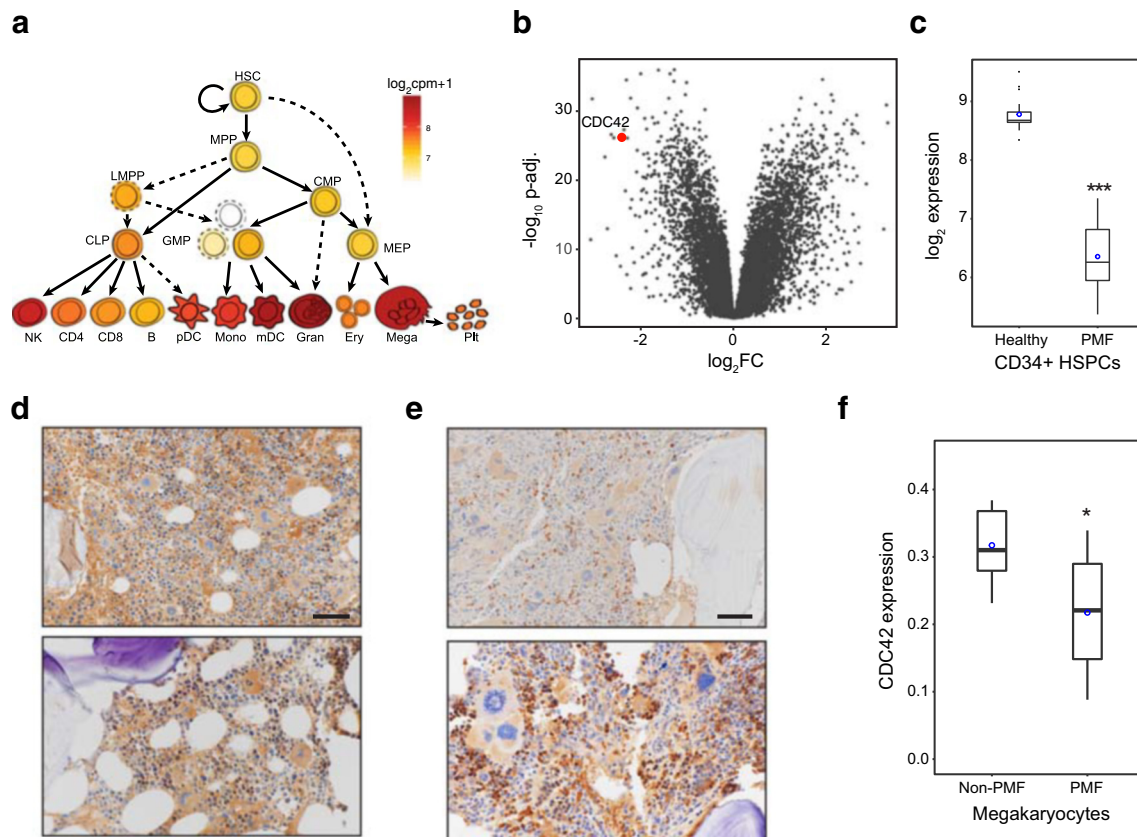 a
HSC
MPP
LMPP
CMP
CLP
GMP
MEP
NK CD4 CD8 B pDC Mono mDC Gran Ery Mega Plt
log2cpm+1
8
7
b
CDC42
-log10 p-adj.
30
20
10
0
-2 0 2
log2FC
c
log2 expression
9
8
7
6
***
Healthy PMF
CD34+ HSPCs
d
e
f
CDC42 expression
0.4
0.3
0.2
0.1
0.0
*
Non-PMF PMF
Megakaryocytes